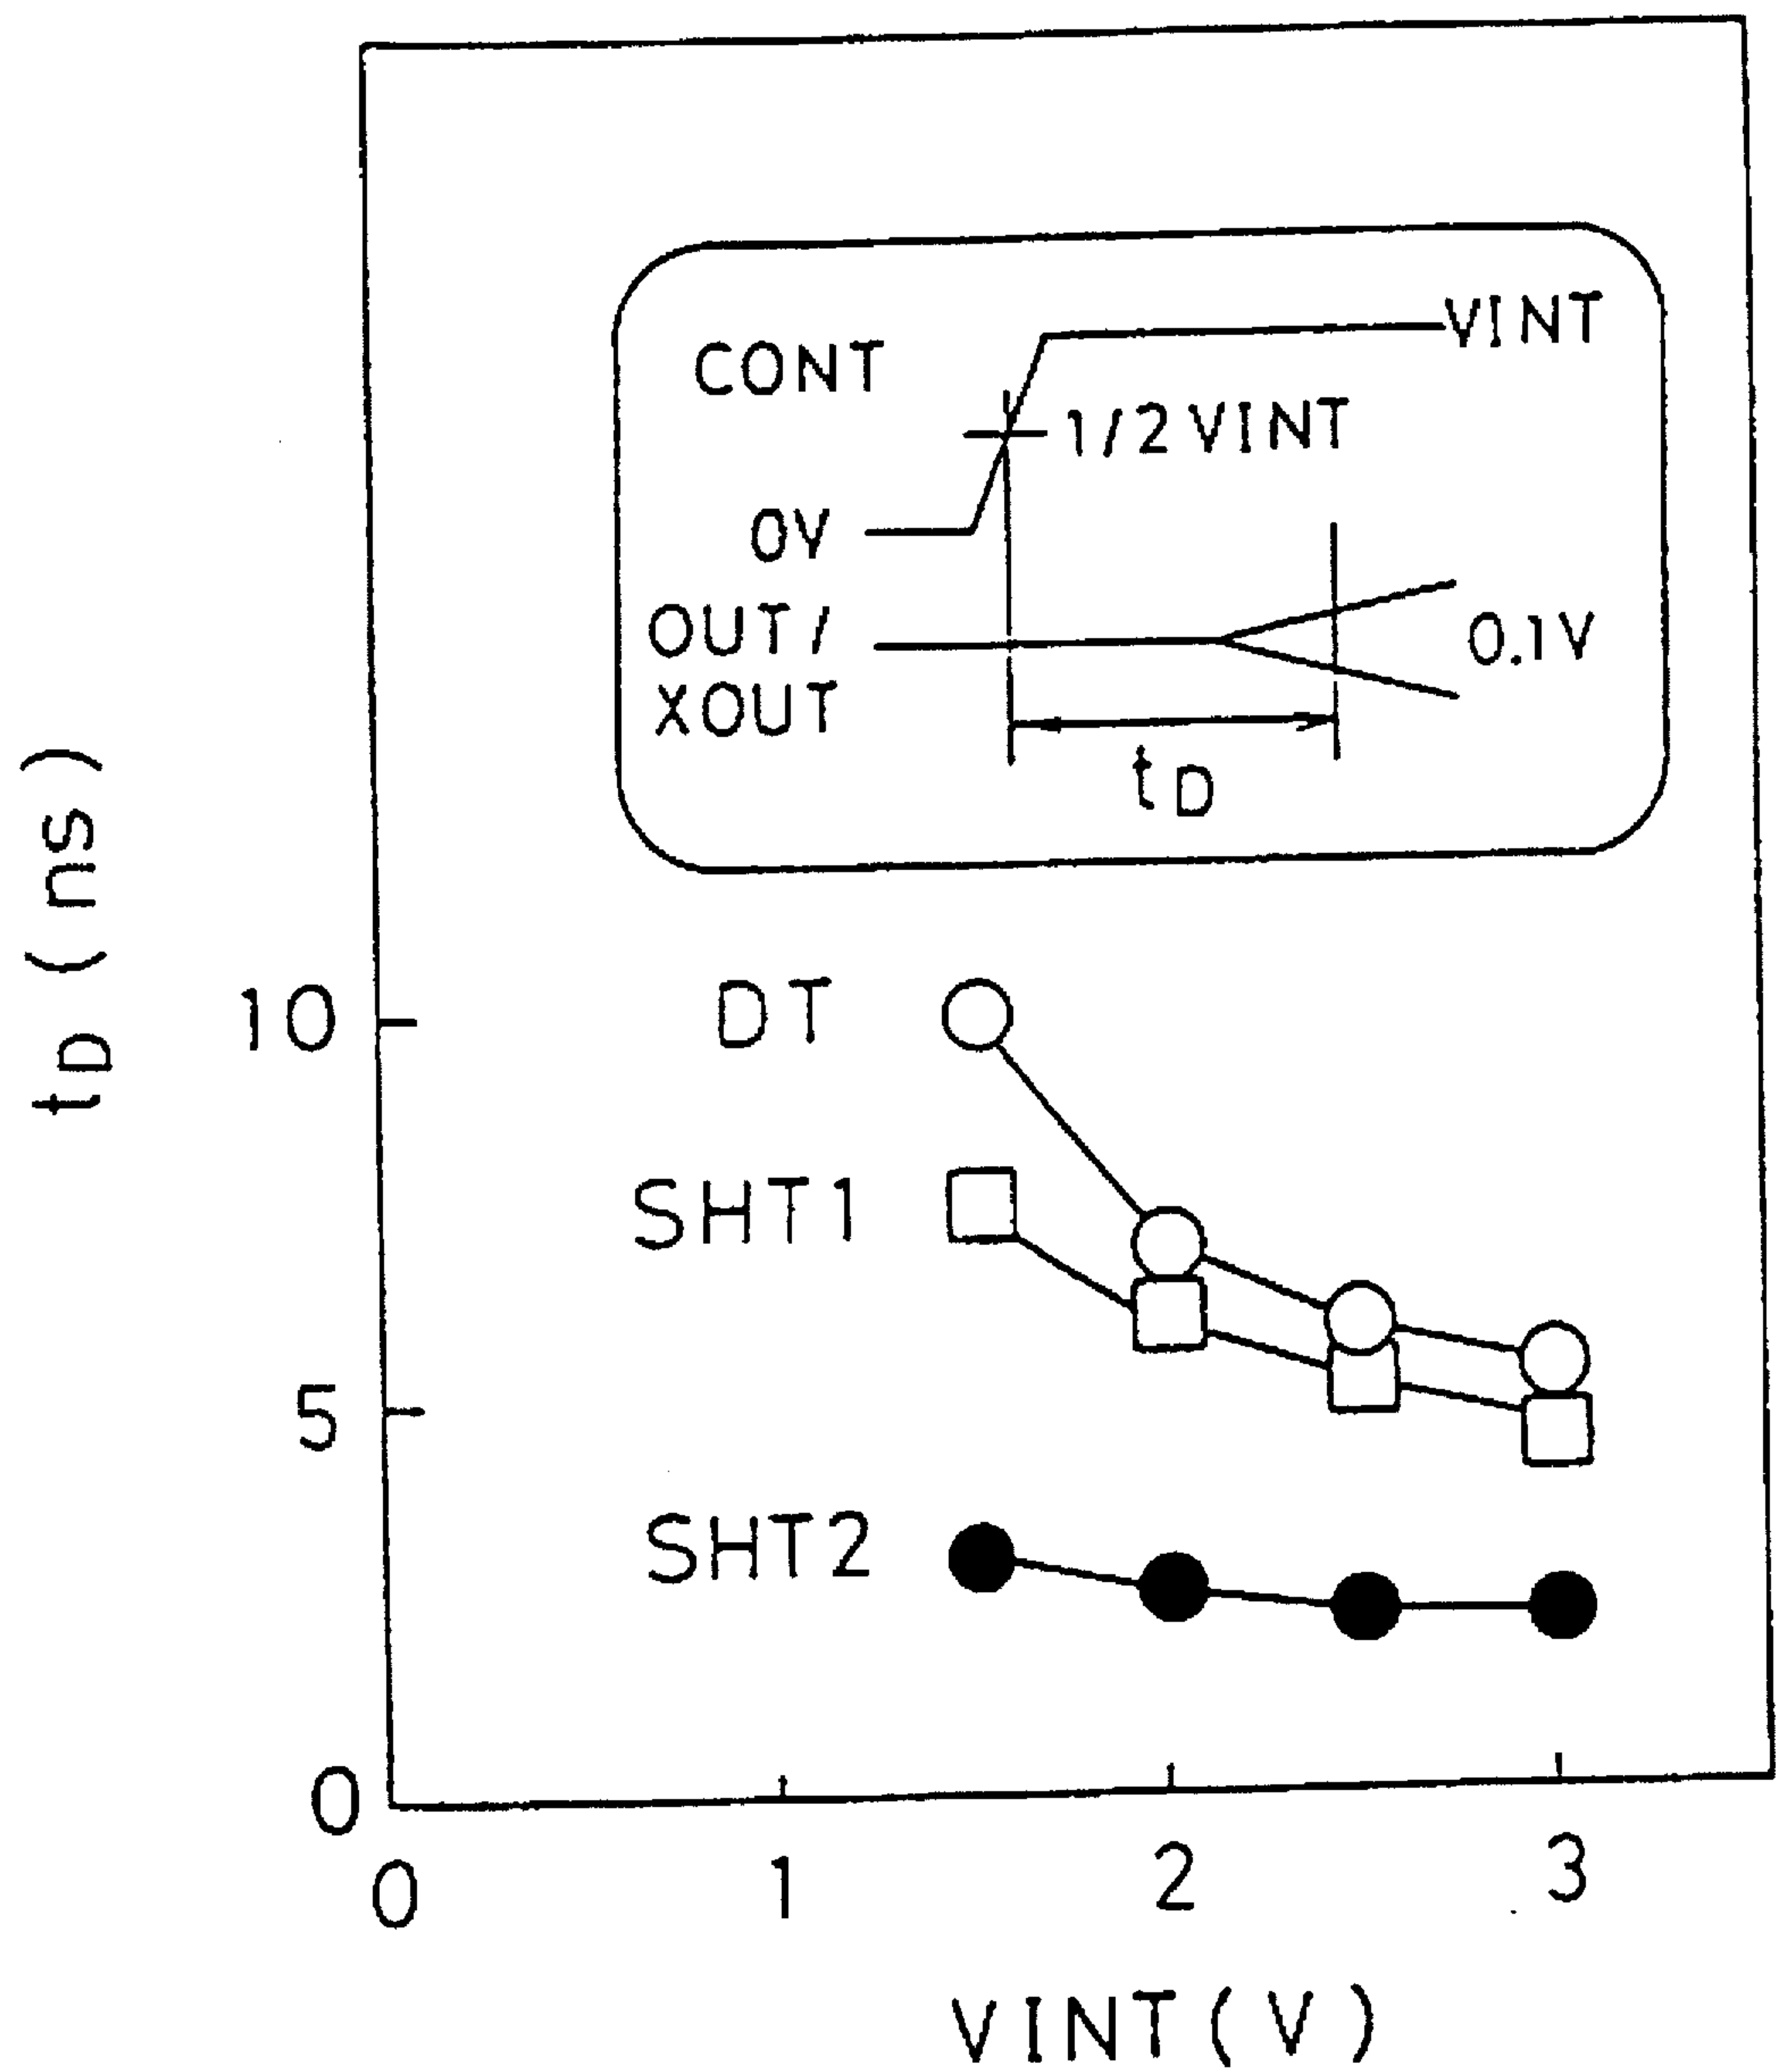 CONT
VINT
1/2 VINT
0V
OUT/
XOUT
0.1V
tD
tD (ns)
10
DT
SHT1
5
SHT2
0
0
1
2
3
VINT(V)